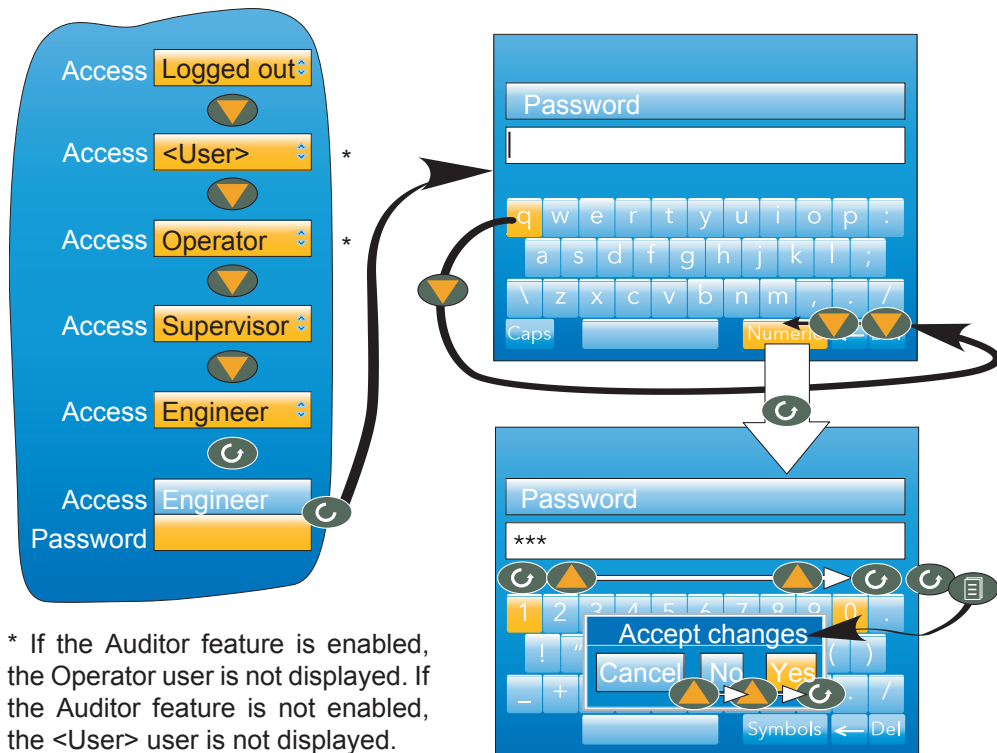 Access Logged out
Access <User> *
Access Operator *
Access Supervisor
Access Engineer
Access Engineer
Password
* If the Auditor feature is enabled,
the Operator user is not displayed. If
the Auditor feature is not enabled,
the <User> user is not displayed.
Password
q w e r t y u i o p :
a s d f g h j k l ;
\ z x c v b n m , . /
Caps Numeric ← Del
Password
***
1 2 3 4 5 6 7 8 9 0 .
! " ( )
Accept changes
Cancel No Yes
_ + . /
Symbols ← Del